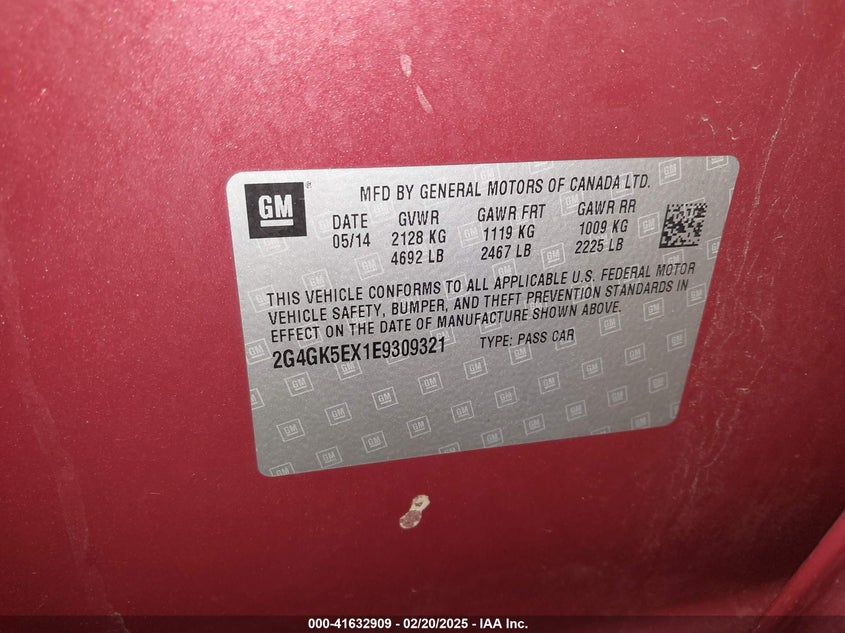 GM
MFD BY GENERAL MOTORS OF CANADA LTD.
DATE GVWR GAWR FRT GAWR RR
05/14 2128 KG 1119 KG 1009 KG
4692 LB 2467 LB 2225 LB
THIS VEHICLE CONFORMS TO ALL APPLICABLE U.S. FEDERAL MOTOR
VEHICLE SAFETY, BUMPER, AND THEFT PREVENTION STANDARDS IN
EFFECT ON THE DATE OF MANUFACTURE SHOWN ABOVE.
2G4GK5EX1E9309321 TYPE: PASS CAR
000-41632909 - 02/20/2025 - IAA Inc.